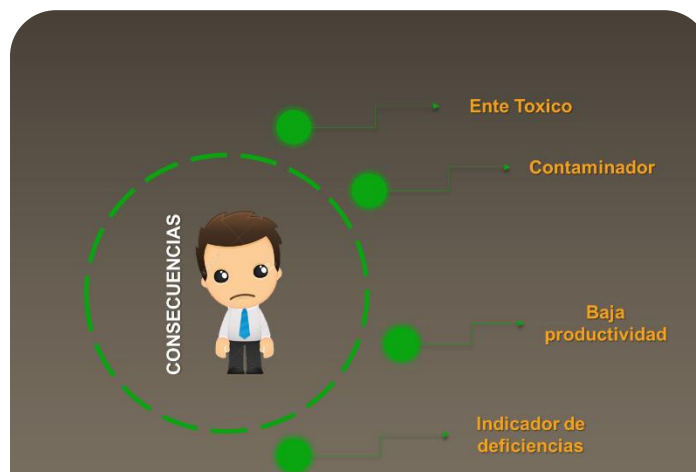 CONSECUENCIAS
Ente Toxico
Contaminador
Baja
productividad
Indicador de
deficiencias